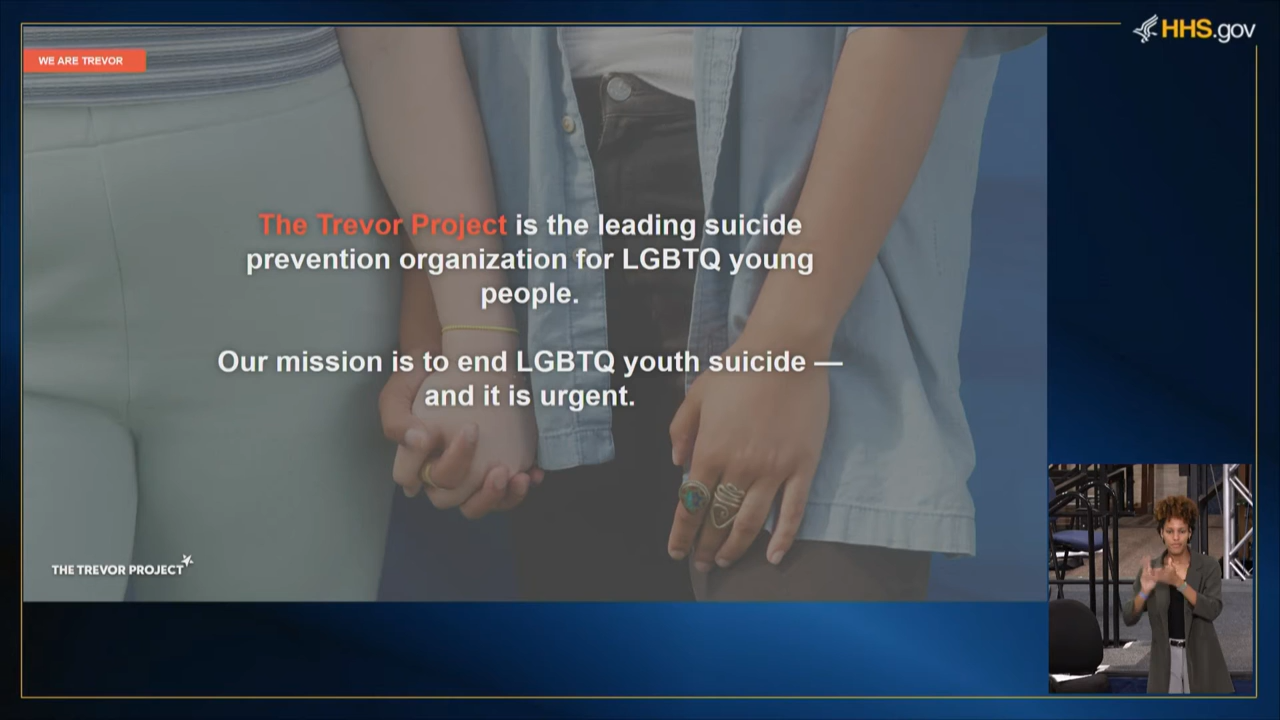 HHS.gov
WE ARE TREVOR
The Trevor Project is the leading suicide
prevention organization for LGBTQ young
people.
Our mission is to end LGBTQ youth suicide —
and it is urgent.
THE TREVOR PROJECT